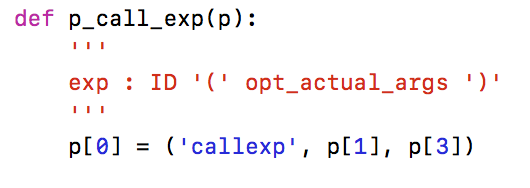 def p_call_exp(p):
    '''
    exp : ID '(' opt_actual_args ')'
    '''
    p[0] = ('callexp', p[1], p[3])